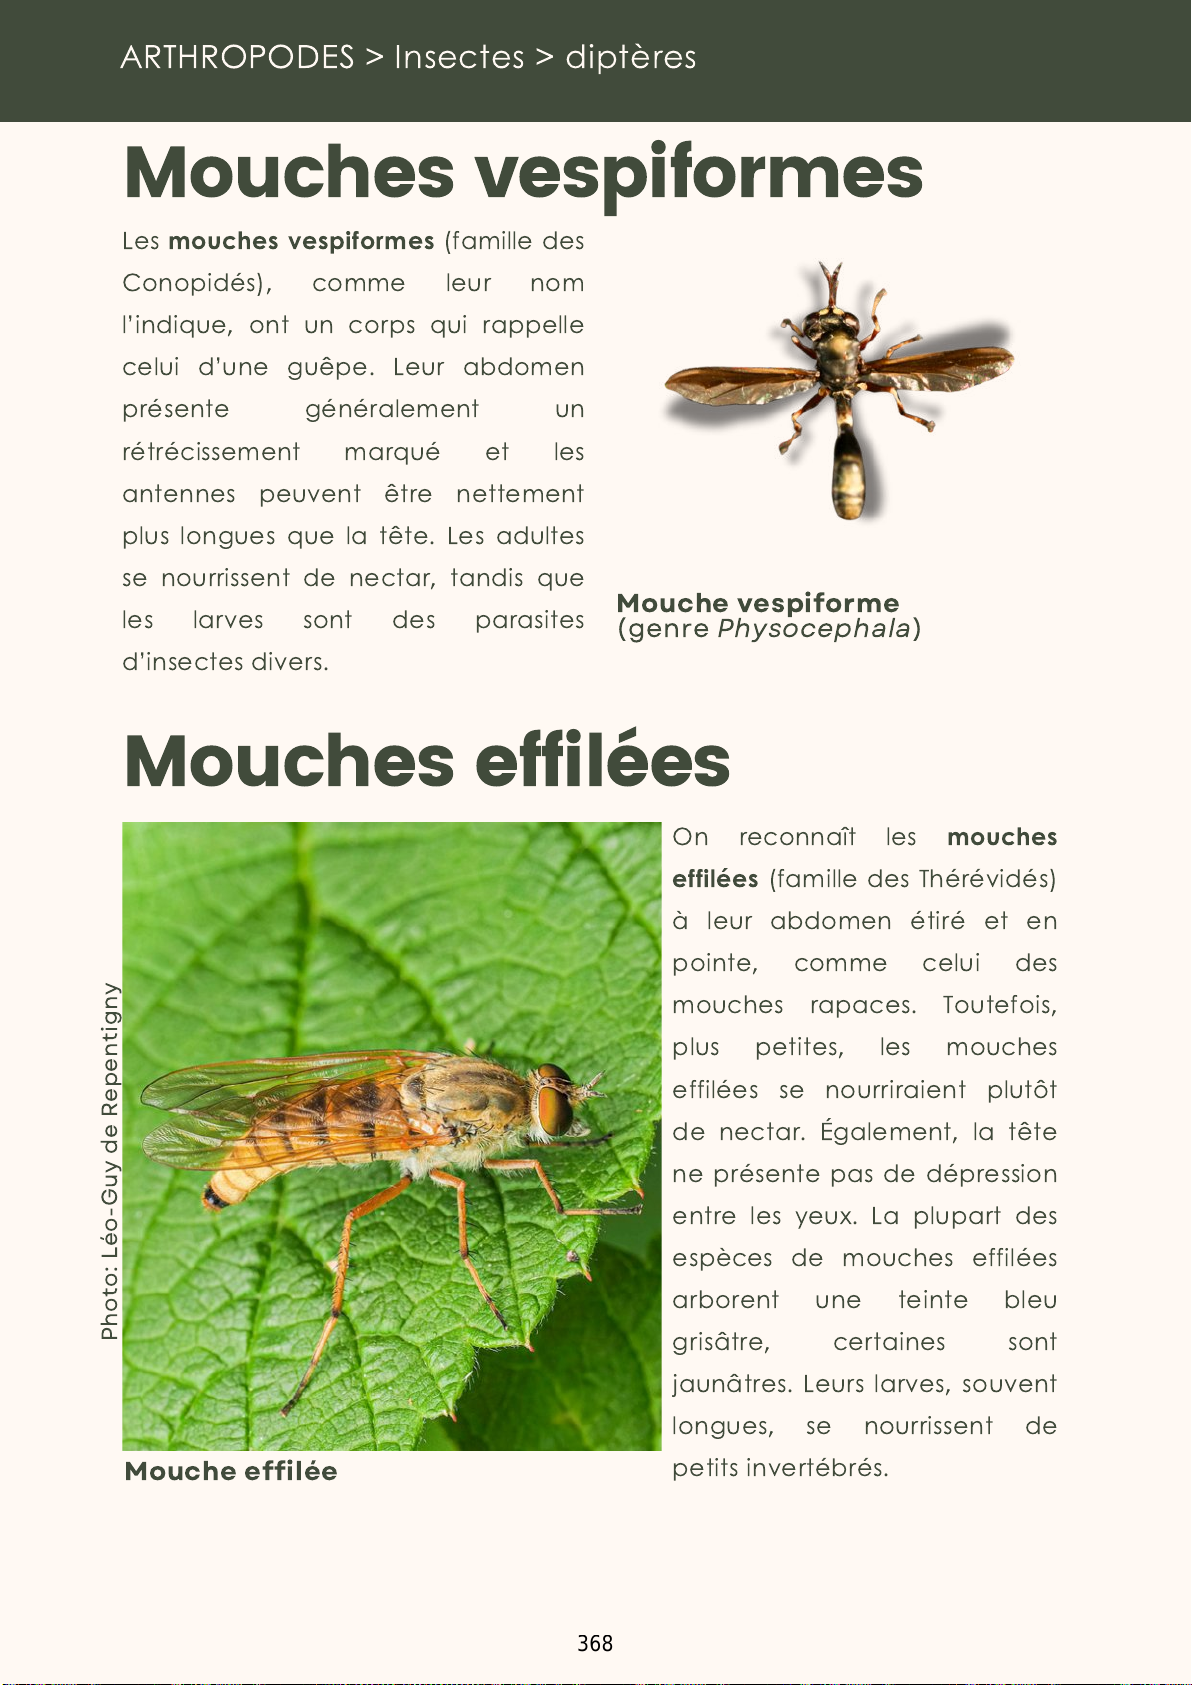 ARTHROPODES > Insectes > diptères
Mouches vespiformes
Les mouches vespiformes (famille des
Conopidés), comme leur nom
l'indique, ont un corps qui rappelle
celui d'une guêpe. Leur abdomen
présente généralement un
rétrécissement marqué et les
antennes peuvent être nettement
plus longues que la tête. Les adultes
se nourrissent de nectar, tandis que
les larves sont des parasites
d'insectes divers.
Mouche vespiforme
(genre Physocephala)
Mouches effilées
Photo: Léo-Guy de Repentigny
Mouche effilée
On reconnaît les mouches
effilées (famille des Thérévidés)
à leur abdomen étiré et en
pointe, comme celui des
mouches rapaces. Toutefois,
plus petites, les mouches
effilées se nourriraient plutôt
de nectar. Également, la tête
ne présente pas de dépression
entre les yeux. La plupart des
espèces de mouches effilées
arborent une teinte bleu
grisâtre, certaines sont
jaunâtres. Leurs larves, souvent
longues, se nourrissent de
petits invertébrés.
368